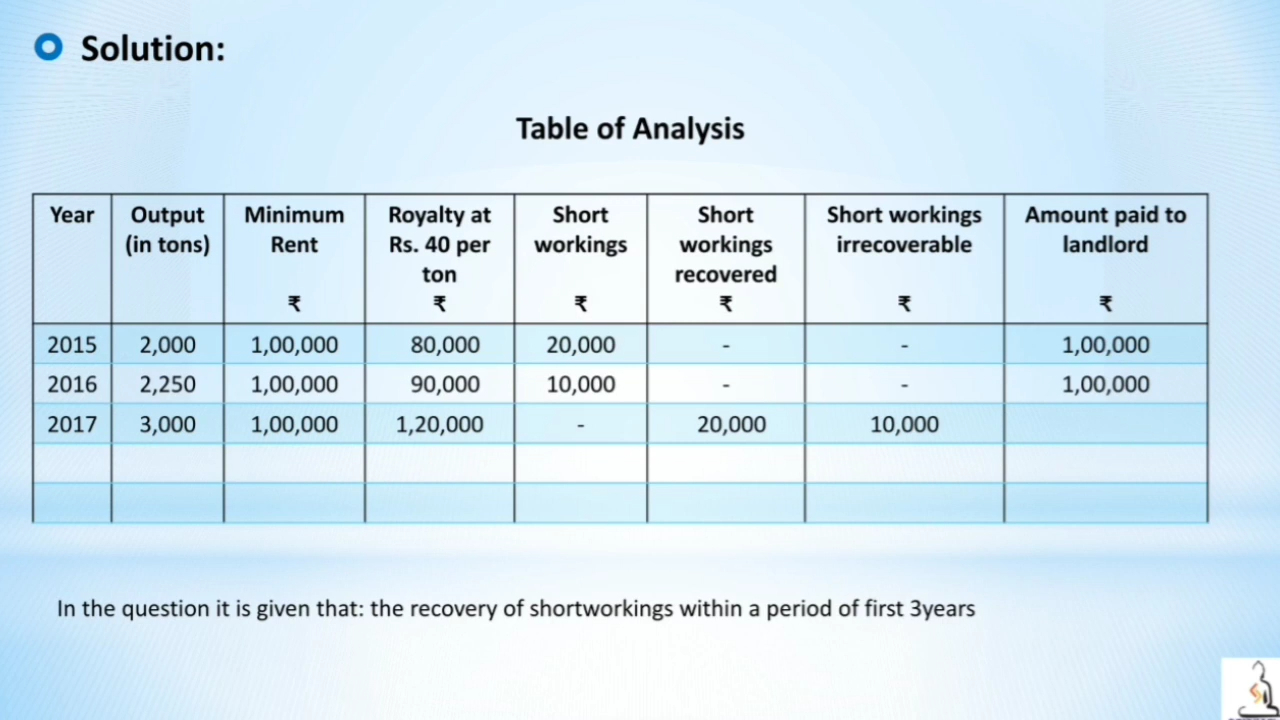 Solution:
Table of Analysis
Year Output (in tons) Minimum Rent ₹ Royalty at Rs. 40 per ton ₹ Short workings ₹ Short workings recovered ₹ Short workings irrecoverable ₹ Amount paid to landlord ₹
2015 2,000 1,00,000 80,000 20,000 - - 1,00,000
2016 2,250 1,00,000 90,000 10,000 - - 1,00,000
2017 3,000 1,00,000 1,20,000 - 20,000 10,000
In the question it is given that: the recovery of shortworkings within a period of first 3years